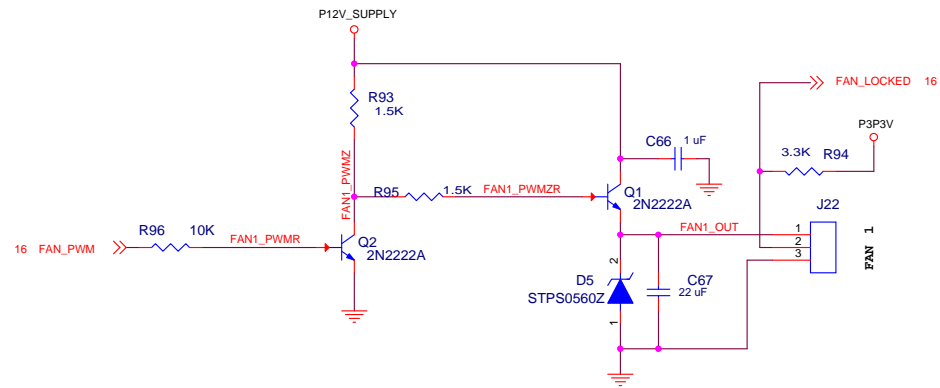 P12V_SUPPLY
R93
1.5K
FAN_LOCKED 16
P3P3V
C66
1 uF
3.3K R94
FAN1_PWMZ
R95 1.5K
FAN1_PWMZR
Q1
2N2222A
J22
R96 10K
FAN1_PWMR
Q2
2N2222A
FAN1_OUT
1
2
3
FAN 1
16 FAN_PWM
2
D5
STPS0560Z
C67
22 uF
1